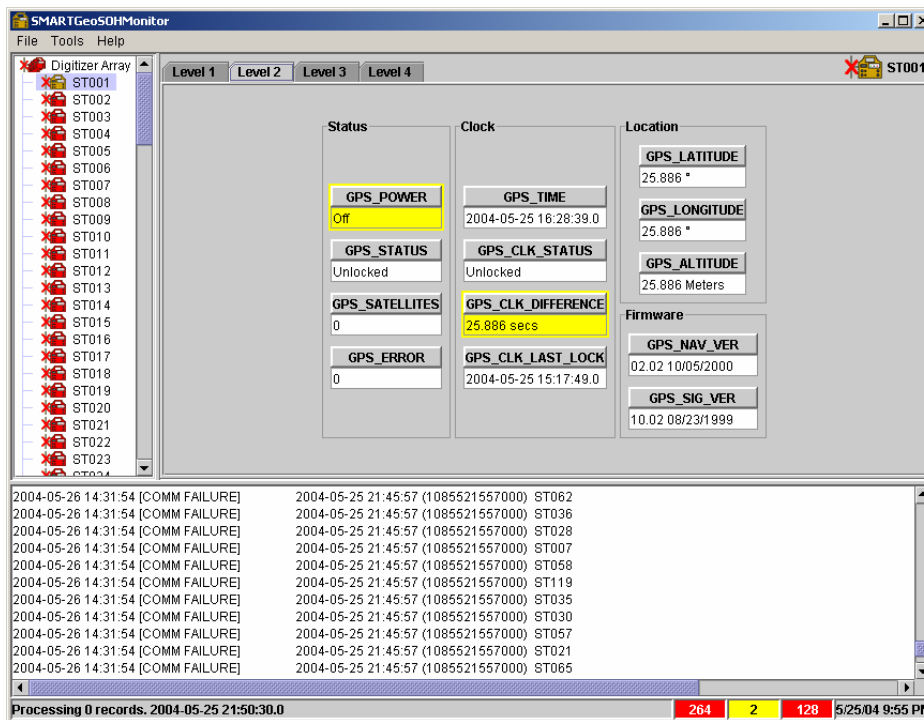 SMARTGeoSOHMonitor
File Tools Help
Digitizer Array
ST001
ST002
ST003
ST004
ST005
ST006
ST007
ST008
ST009
ST010
ST011
ST012
ST013
ST014
ST015
ST016
ST017
ST018
ST019
ST020
ST021
ST022
ST023
ST024
Level 1 Level 2 Level 3 Level 4
ST001
Status
GPS_POWER
Off
GPS_STATUS
Unlocked
GPS_SATELLITES
0
GPS_ERROR
0
Clock
GPS_TIME
2004-05-25 16:28:39.0
GPS_CLK_STATUS
Unlocked
GPS_CLK_DIFFERENCE
25.886 secs
GPS_CLK_LAST_LOCK
2004-05-25 15:17:49.0
Location
GPS_LATITUDE
25.886 °
GPS_LONGITUDE
25.886 °
GPS_ALTITUDE
25.886 Meters
Firmware
GPS_NAV_VER
02.02 10/05/2000
GPS_SIG_VER
10.02 08/23/1999
2004-05-26 14:31:54 [COMM FAILURE] 2004-05-25 21:45:57 (1085521557000) ST062
2004-05-26 14:31:54 [COMM FAILURE] 2004-05-25 21:45:57 (1085521557000) ST036
2004-05-26 14:31:54 [COMM FAILURE] 2004-05-25 21:45:57 (1085521557000) ST028
2004-05-26 14:31:54 [COMM FAILURE] 2004-05-25 21:45:57 (1085521557000) ST007
2004-05-26 14:31:54 [COMM FAILURE] 2004-05-25 21:45:57 (1085521557000) ST058
2004-05-26 14:31:54 [COMM FAILURE] 2004-05-25 21:45:57 (1085521557000) ST119
2004-05-26 14:31:54 [COMM FAILURE] 2004-05-25 21:45:57 (1085521557000) ST035
2004-05-26 14:31:54 [COMM FAILURE] 2004-05-25 21:45:57 (1085521557000) ST030
2004-05-26 14:31:54 [COMM FAILURE] 2004-05-25 21:45:57 (1085521557000) ST057
2004-05-26 14:31:54 [COMM FAILURE] 2004-05-25 21:45:57 (1085521557000) ST021
2004-05-26 14:31:54 [COMM FAILURE] 2004-05-25 21:45:57 (1085521557000) ST065
Processing 0 records. 2004-05-25 21:50:30.0 264 2 128 5/25/04 9:55 P